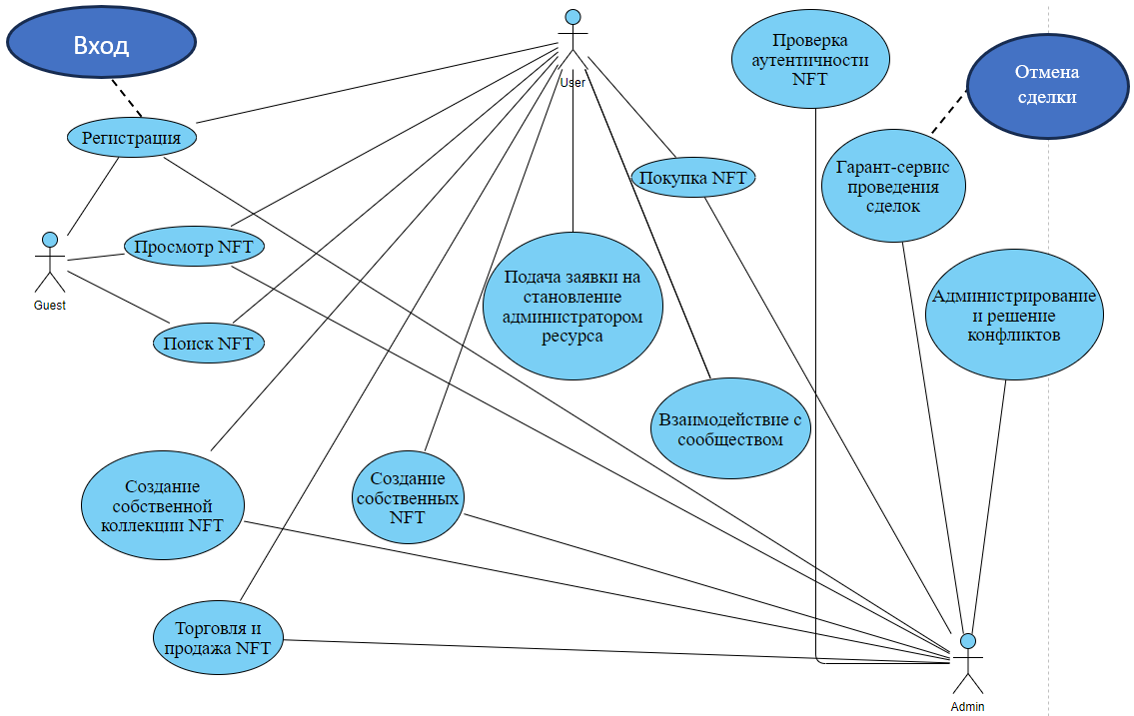 Вход
User
Проверка
аутентичности
NFT
Отмена
сделки
Регистрация
Покупка NFT
Гарант-сервис
проведения
сделок
Просмотр NFT
Guest
Подача заявки на
становление
администратором
ресурса
Администрирование
и решение
конфликтов
Поиск NFT
Взаимодействие с
сообществом
Создание
собственной
коллекции NFT
Создание
собственных
NFT
Торговля и
продажа NFT
Admin